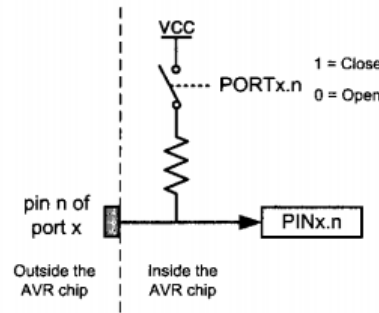 VCC
PORTx.n
1 = Close
0 = Open
pin n of
port x
PINx.n
Outside the
AVR chip
Inside the
AVR chip